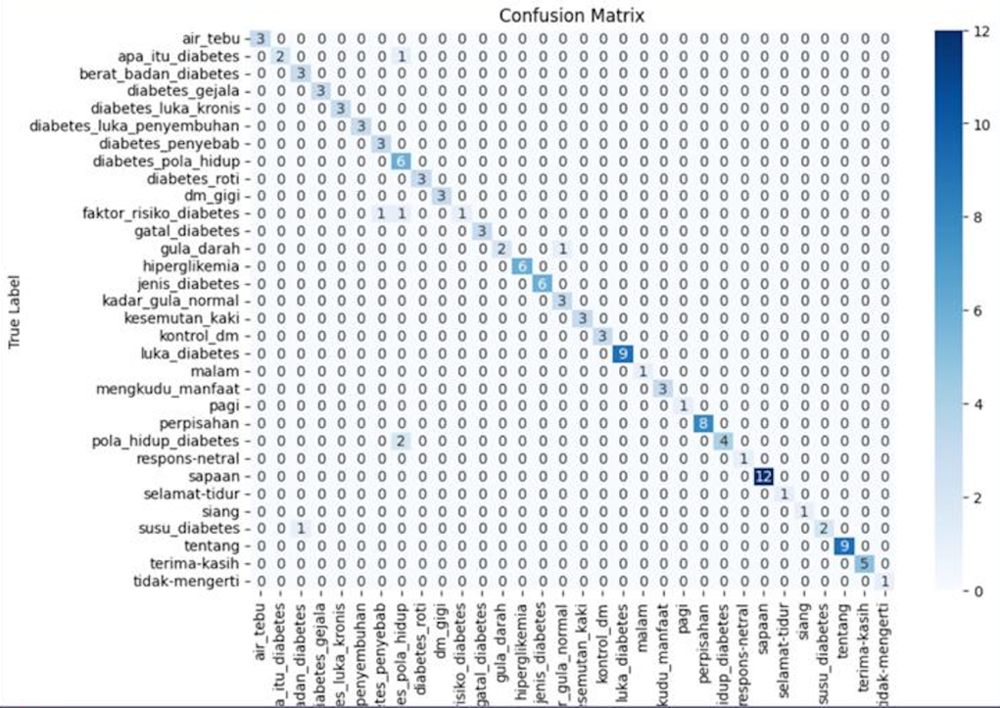 Confusion Matrix
True Label
air_tebu 3 0 0 0 0 0 0 0 0 0 0 0 0 0 0 0 0 0 0 0 0 0 0 0 0 0 0 0 0 0 0 0
apa_itu_diabetes 0 2 0 0 0 0 0 1 0 0 0 0 0 0 0 0 0 0 0 0 0 0 0 0 0 0 0 0 0 0 0 0
berat_badan_diabetes 0 0 3 0 0 0 0 0 0 0 0 0 0 0 0 0 0 0 0 0 0 0 0 0 0 0 0 0 0 0 0 0
diabetes_gejala 0 0 0 3 0 0 0 0 0 0 0 0 0 0 0 0 0 0 0 0 0 0 0 0 0 0 0 0 0 0 0 0
diabetes_luka_kronis 0 0 0 0 3 0 0 0 0 0 0 0 0 0 0 0 0 0 0 0 0 0 0 0 0 0 0 0 0 0 0 0
diabetes_luka_penyembuhan 0 0 0 0 0 3 0 0 0 0 0 0 0 0 0 0 0 0 0 0 0 0 0 0 0 0 0 0 0 0 0 0
diabetes_penyebab 0 0 0 0 0 0 3 0 0 0 0 0 0 0 0 0 0 0 0 0 0 0 0 0 0 0 0 0 0 0 0 0
diabetes_pola_hidup 0 0 0 0 0 0 0 6 0 0 0 0 0 0 0 0 0 0 0 0 0 0 0 0 0 0 0 0 0 0 0 0
diabetes_roti 0 0 0 0 0 0 0 0 3 0 0 0 0 0 0 0 0 0 0 0 0 0 0 0 0 0 0 0 0 0 0 0
dm_gigi 0 0 0 0 0 0 0 0 0 3 0 0 0 0 0 0 0 0 0 0 0 0 0 0 0 0 0 0 0 0 0 0
faktor_risiko_diabetes 0 0 0 0 0 0 1 1 0 0 1 0 0 0 0 0 0 0 0 0 0 0 0 0 0 0 0 0 0 0 0 0
gatal_diabetes 0 0 0 0 0 0 0 0 0 0 0 3 0 0 0 0 0 0 0 0 0 0 0 0 0 0 0 0 0 0 0 0
gula_darah 0 0 0 0 0 0 0 0 0 0 0 0 2 0 0 1 0 0 0 0 0 0 0 0 0 0 0 0 0 0 0 0
hiperglikemia 0 0 0 0 0 0 0 0 0 0 0 0 0 6 0 0 0 0 0 0 0 0 0 0 0 0 0 0 0 0 0 0
jenis_diabetes 0 0 0 0 0 0 0 0 0 0 0 0 0 0 6 0 0 0 0 0 0 0 0 0 0 0 0 0 0 0 0 0
kadar_gula_normal 0 0 0 0 0 0 0 0 0 0 0 0 0 0 0 3 0 0 0 0 0 0 0 0 0 0 0 0 0 0 0 0
kesemutan_kaki 0 0 0 0 0 0 0 0 0 0 0 0 0 0 0 0 3 0 0 0 0 0 0 0 0 0 0 0 0 0 0 0
kontrol_dm 0 0 0 0 0 0 0 0 0 0 0 0 0 0 0 0 0 3 0 0 0 0 0 0 0 0 0 0 0 0 0 0
luka_diabetes 0 0 0 0 0 0 0 0 0 0 0 0 0 0 0 0 0 0 9 0 0 0 0 0 0 0 0 0 0 0 0 0
malam 0 0 0 0 0 0 0 0 0 0 0 0 0 0 0 0 0 0 0 1 0 0 0 0 0 0 0 0 0 0 0 0
mengkudu_manfaat 0 0 0 0 0 0 0 0 0 0 0 0 0 0 0 0 0 0 0 0 3 0 0 0 0 0 0 0 0 0 0 0
pagi 0 0 0 0 0 0 0 0 0 0 0 0 0 0 0 0 0 0 0 0 0 1 0 0 0 0 0 0 0 0 0 0
perpisahan 0 0 0 0 0 0 0 0 0 0 0 0 0 0 0 0 0 0 0 0 0 0 8 0 0 0 0 0 0 0 0 0
pola_hidup_diabetes 0 0 0 0 0 0 0 2 0 0 0 0 0 0 0 0 0 0 0 0 0 0 0 4 0 0 0 0 0 0 0 0
respons-netral 0 0 0 0 0 0 0 0 0 0 0 0 0 0 0 0 0 0 0 0 0 0 0 0 1 0 0 0 0 0 0 0
sapaan 0 0 0 0 0 0 0 0 0 0 0 0 0 0 0 0 0 0 0 0 0 0 0 0 0 12 0 0 0 0 0 0
selamat-tidur 0 0 0 0 0 0 0 0 0 0 0 0 0 0 0 0 0 0 0 0 0 0 0 0 0 0 1 0 0 0 0 0
siang 0 0 0 0 0 0 0 0 0 0 0 0 0 0 0 0 0 0 0 0 0 0 0 0 0 0 0 1 0 0 0 0
susu_diabetes 0 0 1 0 0 0 0 0 0 0 0 0 0 0 0 0 0 0 0 0 0 0 0 0 0 0 0 0 2 0 0 0
tentang 0 0 0 0 0 0 0 0 0 0 0 0 0 0 0 0 0 0 0 0 0 0 0 0 0 0 0 0 0 9 0 0
terima-kasih 0 0 0 0 0 0 0 0 0 0 0 0 0 0 0 0 0 0 0 0 0 0 0 0 0 0 0 0 0 0 5 0
tidak-mengerti 0 0 0 0 0 0 0 0 0 0 0 0 0 0 0 0 0 0 0 0 0 0 0 0 0 0 0 0 0 0 0 1
air_tebu
a_itu_diabetes
adan_diabetes
iabetes_gejala
es_luka_kronis
penyembuhan
etes_penyebab
es_pola_hidup
diabetes_roti
dm_gigi
risiko_diabetes
gatal_diabetes
gula_darah
hiperglikemia
jenis_diabetes
r_gula_normal
esemutan_kaki
kontrol_dm
luka_diabetes
malam
kudu_manfaat
pagi
perpisahan
idup_diabetes
respons-netral
sapaan
selamat-tidur
siang
susu_diabetes
tentang
terima-kasih
idak-mengerti
12
10
8
6
4
2
0